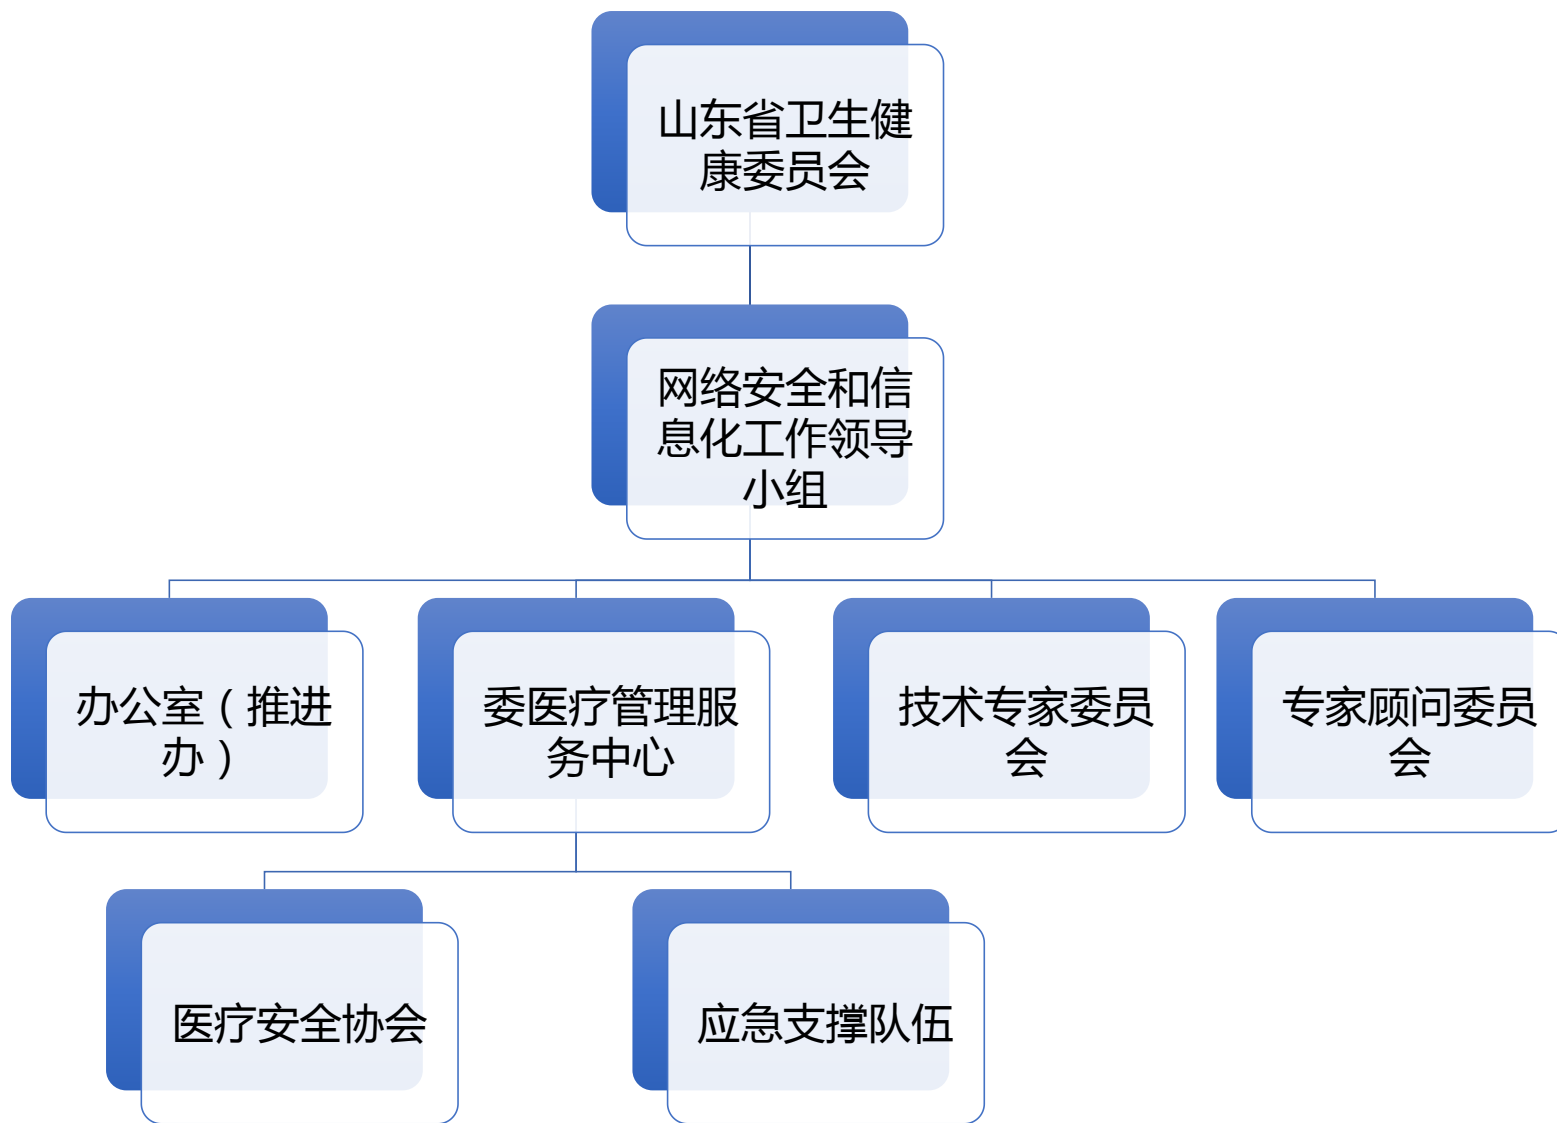 山东省卫生健
康委员会
网络安全和信
息化工作领导
小组
办公室（推进
办）
委医疗管理服
务中心
技术专家委员
会
专家顾问委员
会
医疗安全协会
应急支撑队伍